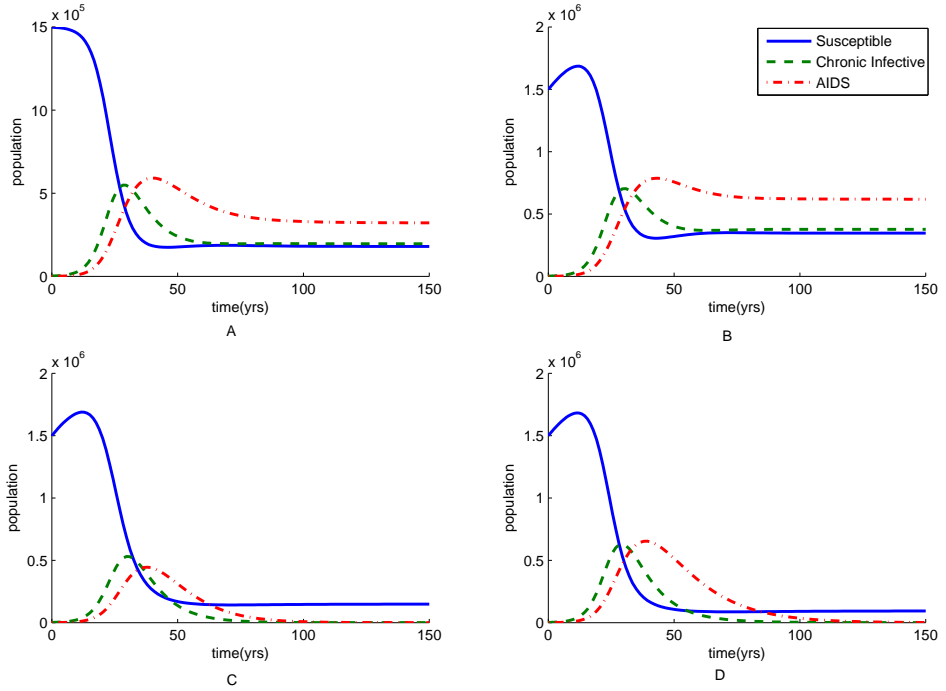 x 10^5
15
10
5
0
population
0 50 100 150
time(yrs)
A
x 10^6
2
1.5
1
0.5
0
population
0 50 100 150
time(yrs)
B
Susceptible
Chronic Infective
AIDS
x 10^6
2
1.5
1
0.5
0
population
0 50 100 150
time(yrs)
C
x 10^6
2
1.5
1
0.5
0
population
0 50 100 150
time(yrs)
D